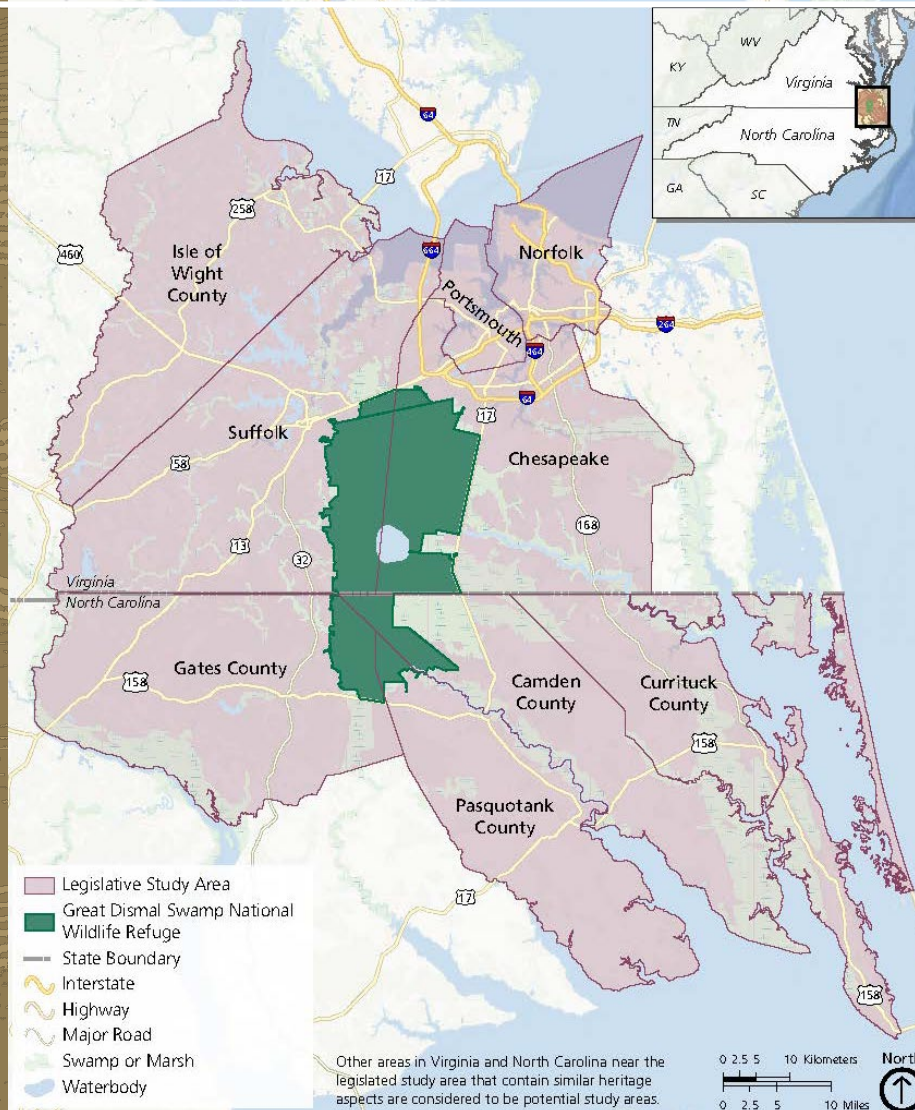 WV
KY
Virginia
TN
North Carolina
GA
SC
64
17
258
460
664
Isle of
Wight
County
Norfolk
Portsmouth
264
464
64
17
Suffolk
Chesapeake
58
168
13
32
Virginia
North Carolina
Gates County
158
Camden
County
Currituck
County
158
Pasquotank
County
17
158
Legislative Study Area
Great Dismal Swamp National
Wildlife Refuge
State Boundary
Interstate
Highway
Major Road
Swamp or Marsh
Waterbody
Other areas in Virginia and North Carolina near the
legislated study area that contain similar heritage
aspects are considered to be potential study areas.
0 2.5 5 10 Kilometers
0 2.5 5 10 Miles
North